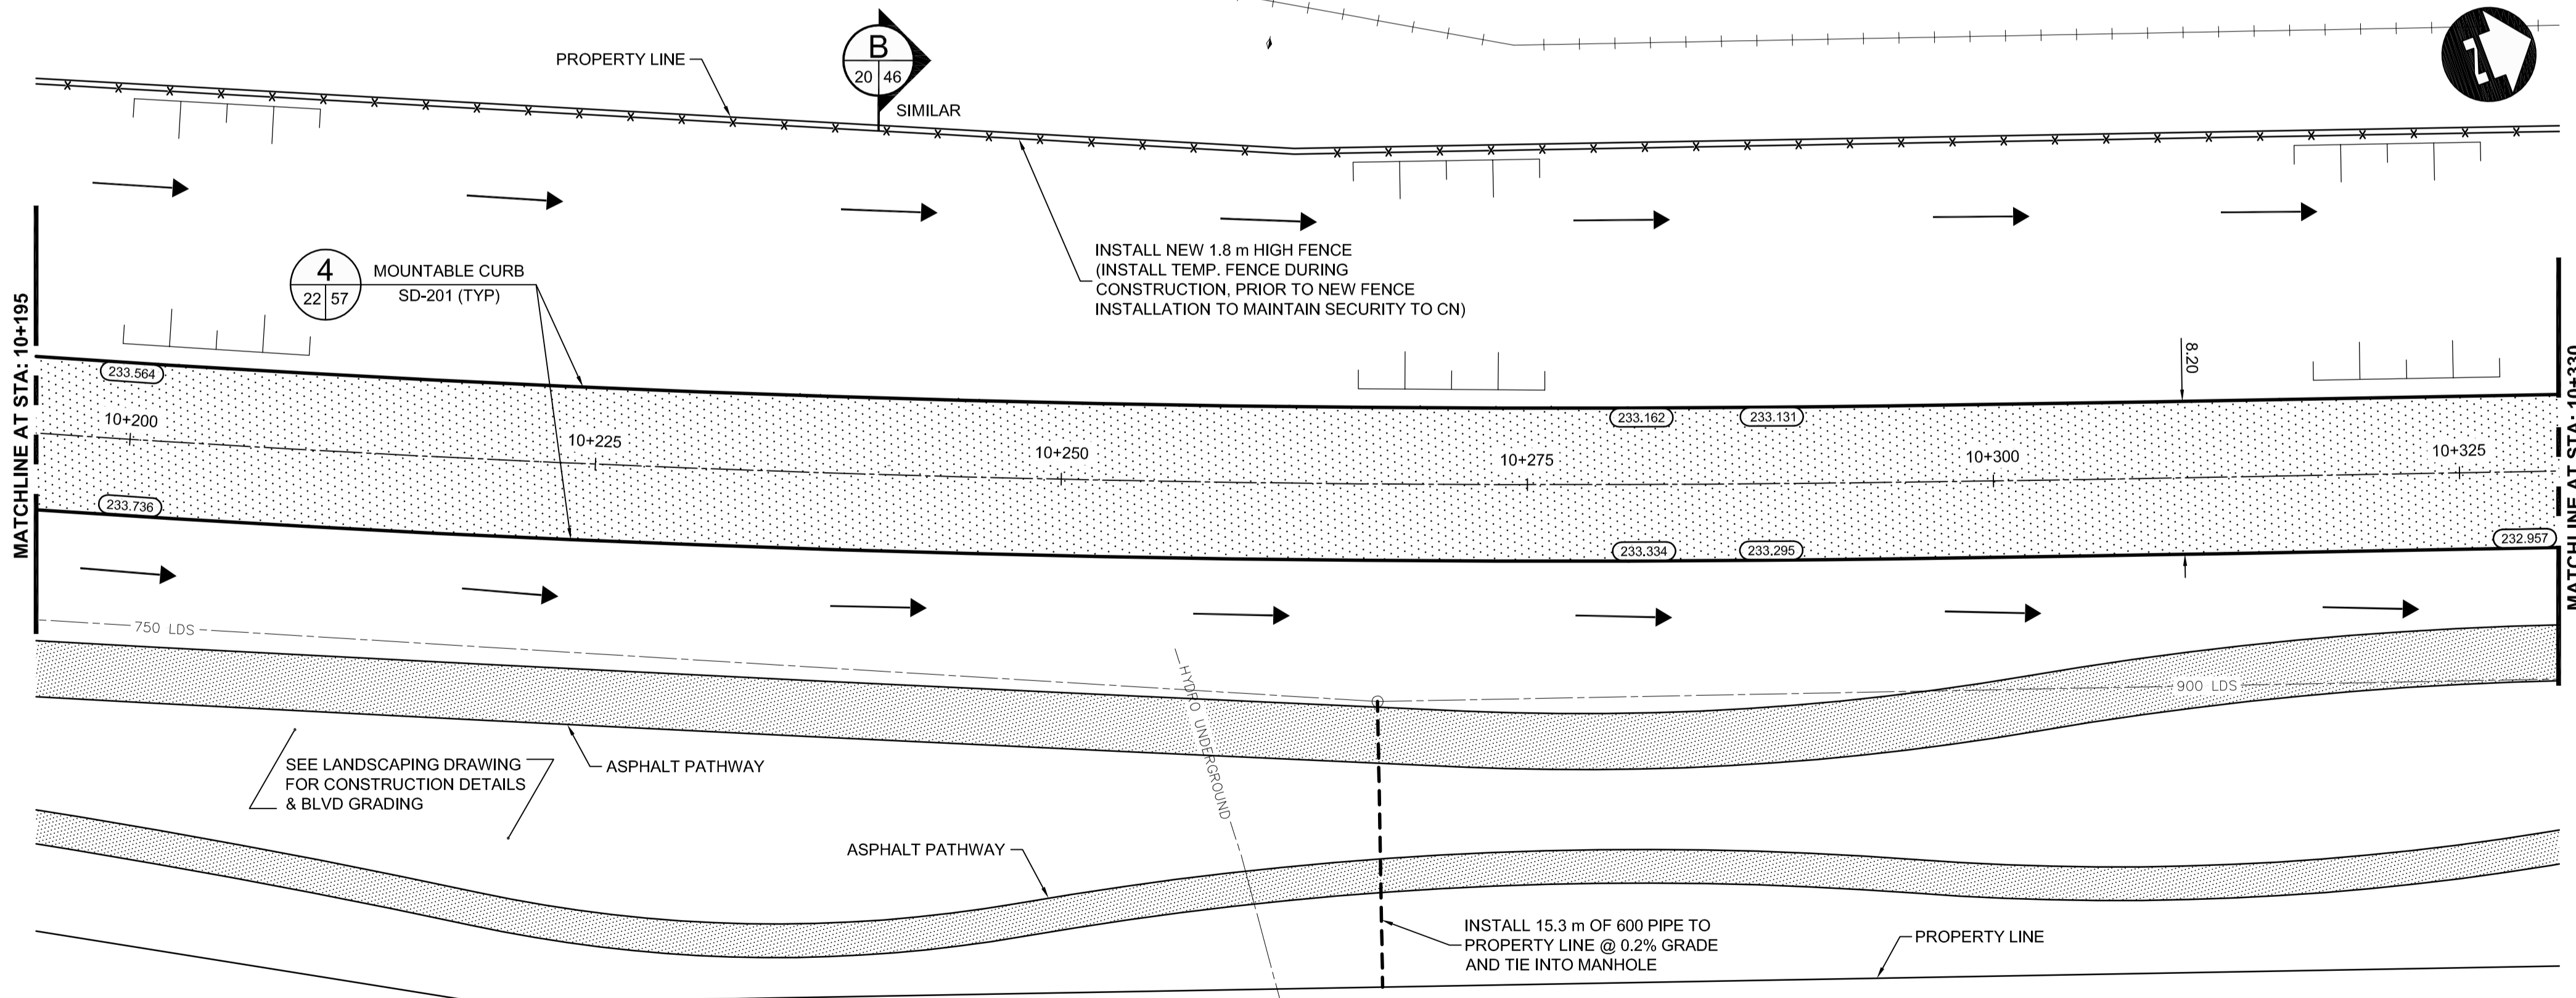 PROPERTY LINE
B
20 46
SIMILAR
N
INSTALL NEW 1.8 m HIGH FENCE
(INSTALL TEMP. FENCE DURING
CONSTRUCTION, PRIOR TO NEW FENCE
INSTALLATION TO MAINTAIN SECURITY TO CN)
4
22 57
MOUNTABLE CURB
SD-201 (TYP)
MATCHLINE AT STA: 10+195
8.20
MATCHLINE AT STA: 10+330
233.564
233.162
233.131
10+200
10+225
10+250
10+275
10+300
10+325
233.736
233.334
233.295
232.957
750 LDS
900 LDS
HYDRO UNDERGROUND
SEE LANDSCAPING DRAWING
FOR CONSTRUCTION DETAILS
& BLVD GRADING
ASPHALT PATHWAY
ASPHALT PATHWAY
INSTALL 15.3 m OF 600 PIPE TO
PROPERTY LINE @ 0.2% GRADE
AND TIE INTO MANHOLE
PROPERTY LINE